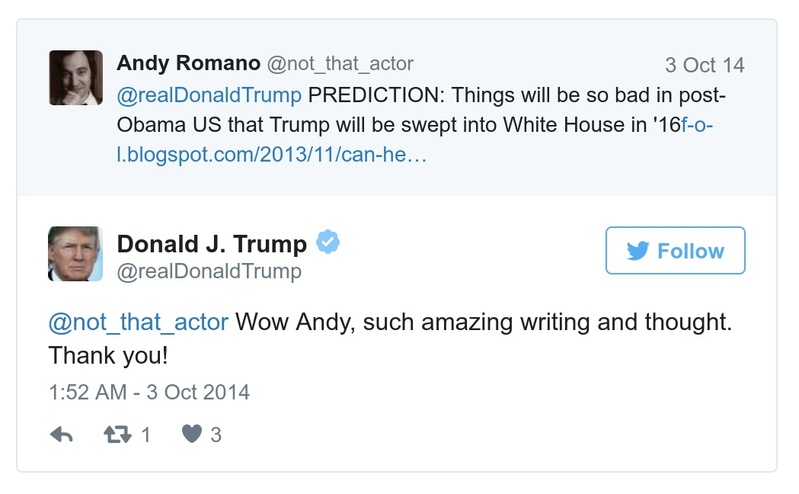 Andy Romano @not_that_actor 3 Oct 14
@realDonaldTrump PREDICTION: Things will be so bad in post-
Obama US that Trump will be swept into White House in '16f-o-
l.blogspot.com/2013/11/can-he…
Donald J. Trump
@realDonaldTrump
Follow
@not_that_actor Wow Andy, such amazing writing and thought.
Thank you!
1:52 AM - 3 Oct 2014
1 3